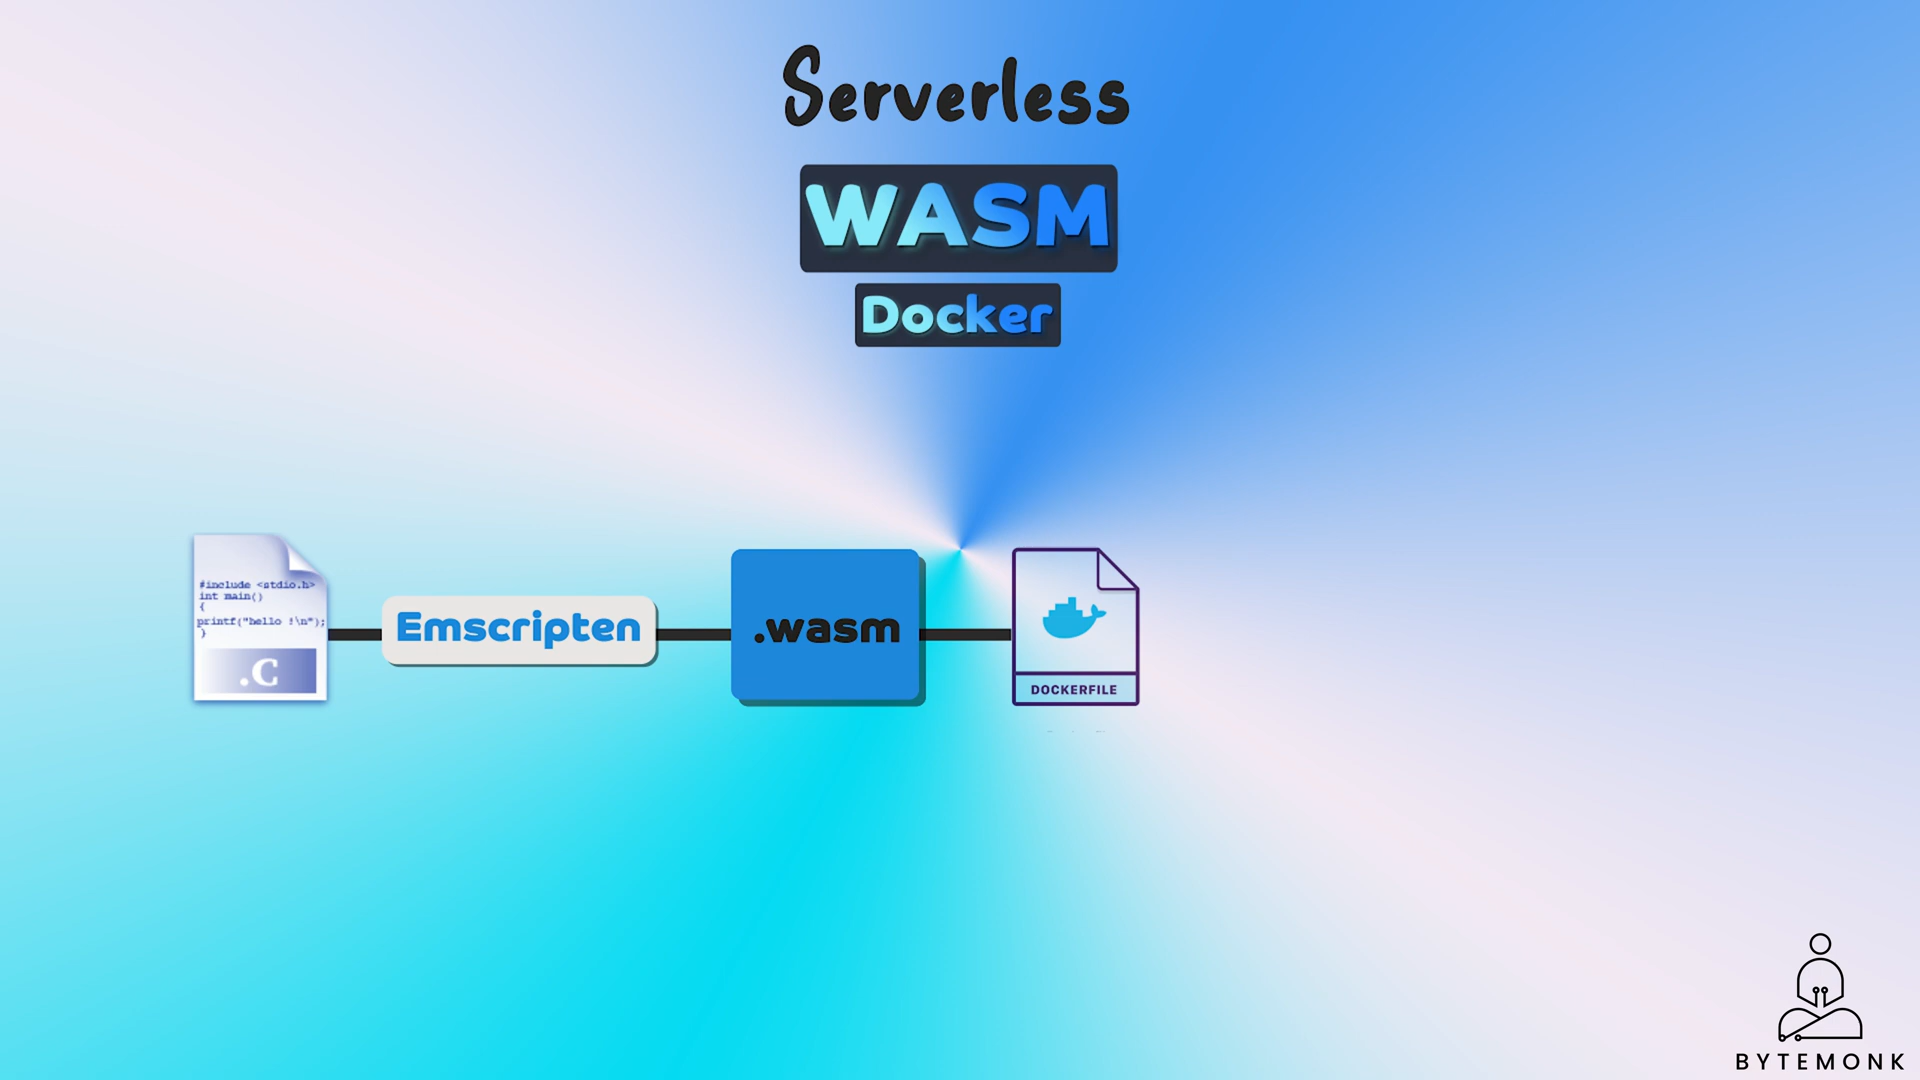 Serverless
WASM
Docker
#include <stdio.h>
int main()
{
printf("hello !\n");
}
.C
Emscripten
.wasm
DOCKERFILE
BYTEMONK